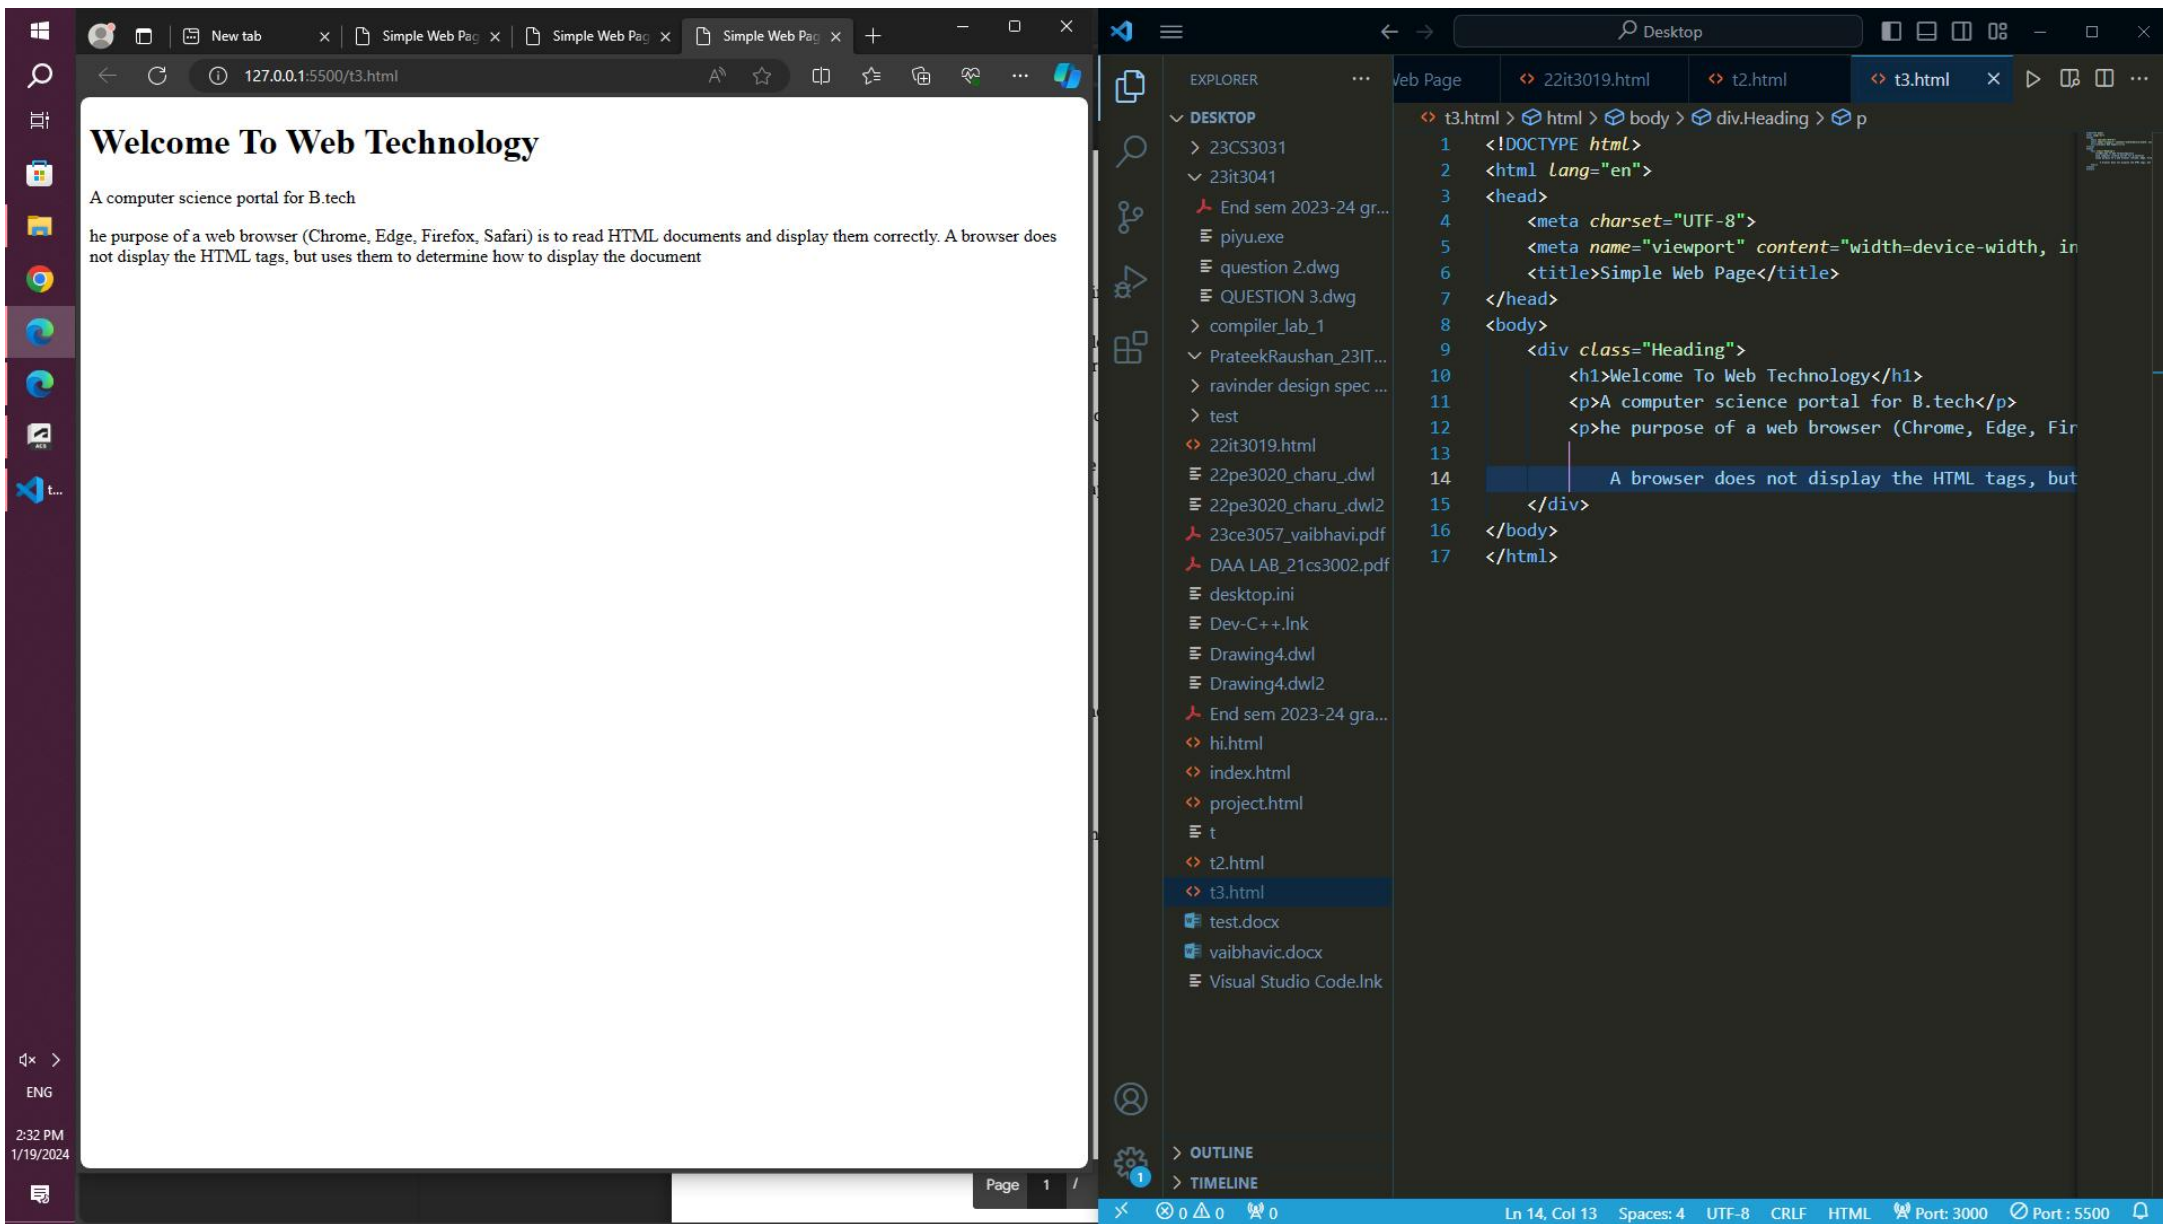 New tab
Simple Web Pag
Simple Web Pag
Simple Web Pag
127.0.0.1:5500/t3.html
Welcome To Web Technology
A computer science portal for B.tech
he purpose of a web browser (Chrome, Edge, Firefox, Safari) is to read HTML documents and display them correctly. A browser does
not display the HTML tags, but uses them to determine how to display the document
t...
ENG
2:32 PM
1/19/2024
Page 1 /
Desktop
EXPLORER
DESKTOP
23CS3031
23it3041
End sem 2023-24 gr...
piyu.exe
question 2.dwg
QUESTION 3.dwg
compiler_lab_1
PrateekRaushan_23IT...
ravinder design spec ...
test
22it3019.html
22pe3020_charu_.dwl
22pe3020_charu_.dwl2
23ce3057_vaibhavi.pdf
DAA LAB_21cs3002.pdf
desktop.ini
Dev-C++.lnk
Drawing4.dwl
Drawing4.dwl2
End sem 2023-24 gra...
hi.html
index.html
project.html
t
t2.html
t3.html
test.docx
vaibhavic.docx
Visual Studio Code.lnk
OUTLINE
TIMELINE
1
Web Page
22it3019.html
t2.html
t3.html
t3.html > html > body > div.Heading > p
1 <!DOCTYPE html>
2 <html lang="en">
3 <head>
4 <meta charset="UTF-8">
5 <meta name="viewport" content="width=device-width, in
6 <title>Simple Web Page</title>
7 </head>
8 <body>
9 <div class="Heading">
10 <h1>Welcome To Web Technology</h1>
11 <p>A computer science portal for B.tech</p>
12 <p>he purpose of a web browser (Chrome, Edge, Fir
13
14 A browser does not display the HTML tags, but
15 </div>
16 </body>
17 </html>
0 0 0 Ln 14, Col 13 Spaces: 4 UTF-8 CRLF HTML Port: 3000 Port : 5500